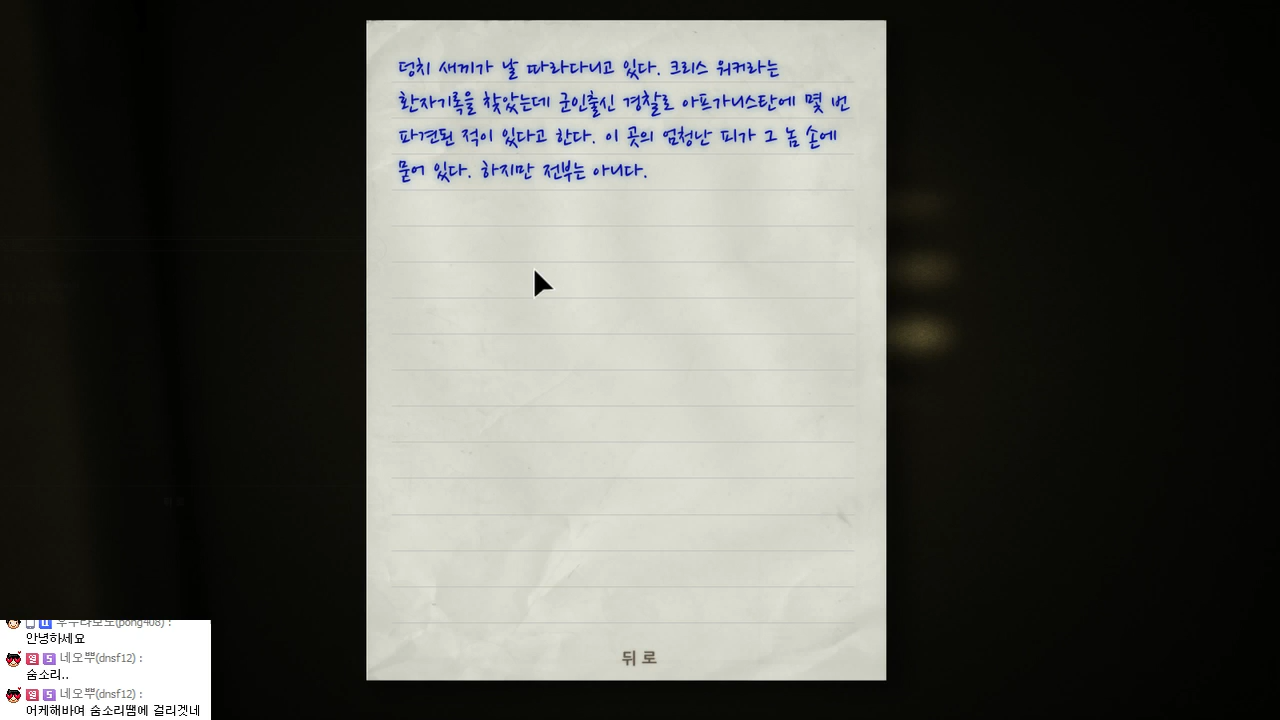 덩치 새끼가 날 따라다니고 있다. 크리스 워커라는
환자기록을 찾았는데 군인출신 경찰로 아프가니스탄에 몇 번
파견된 적이 있다고 한다. 이 곳의 엄청난 피가 그 놈 손에
묻어 있다. 하지만 전부는 아니다.
뒤로
(pong408) :
안녕하세요
네오뿌(dnsf12) :
숨소리..
네오뿌(dnsf12) :
어케해바여 숨소리땜에 걸리겟네